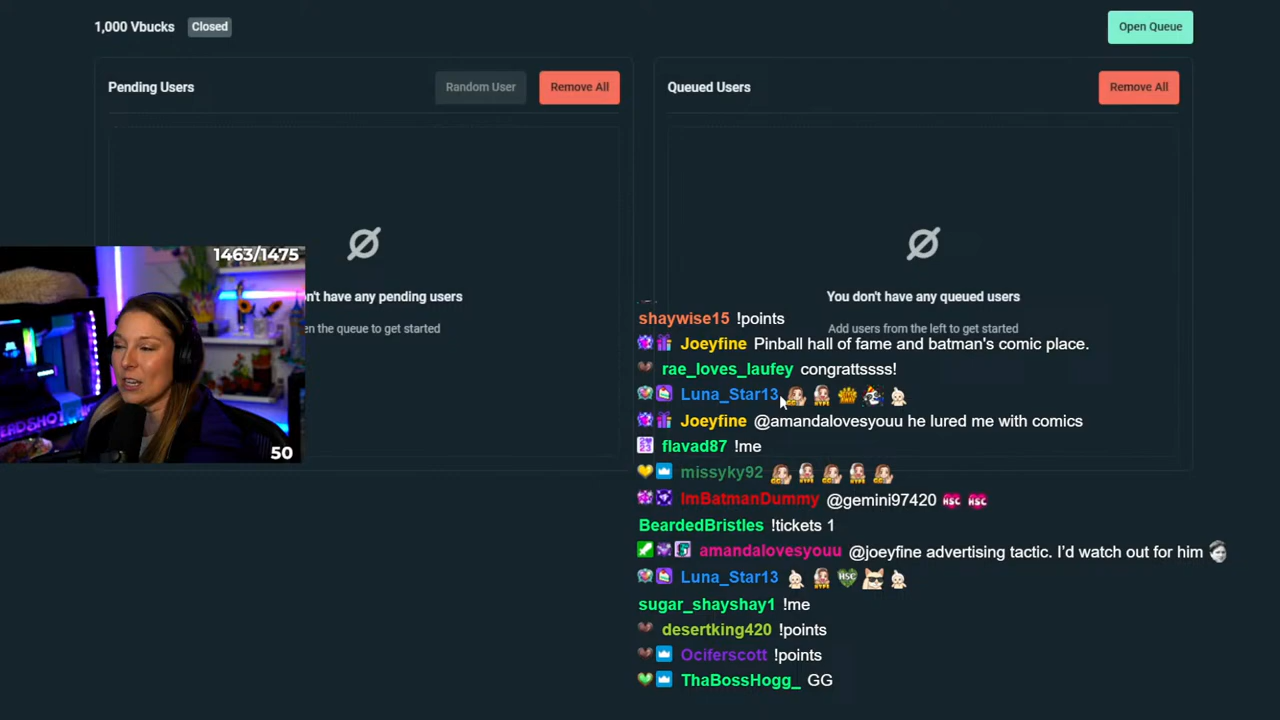 1,000 Vbucks Closed Open Queue
Pending Users Random User Remove All
Queued Users Remove All
1463/1475
n't have any pending users
en the queue to get started
50
You don't have any queued users
Add users from the left to get started
shaywise15 !points
Joeyfine Pinball hall of fame and batman's comic place.
rae_loves_laufey congrattssss!
Luna_Star13
Joeyfine @amandalovesyouu he lured me with comics
flavad87 !me
missyky92
ImBatmanDummy @gemini97420
BeardedBristles !tickets 1
amandalovesyouu @joeyfine advertising tactic. I'd watch out for him
Luna_Star13
sugar_shayshay1 !me
desertking420 !points
Ociferscott !points
ThaBossHogg_ GG